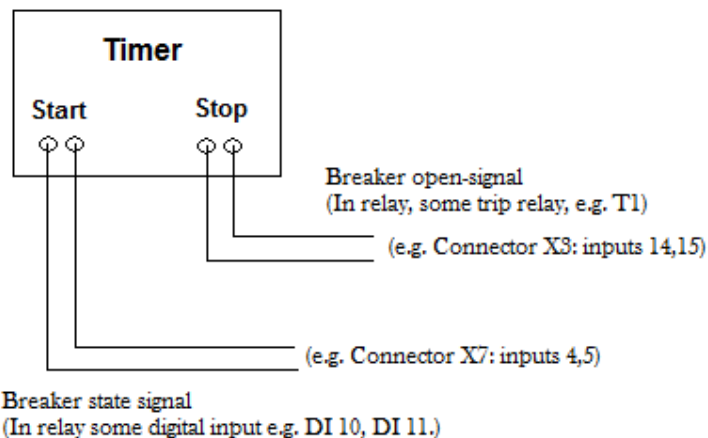 Timer
Start
Stop
Breaker open-signal
(In relay, some trip relay, e.g. T1)
(e.g. Connector X3: inputs 14,15)
(e.g. Connector X7: inputs 4,5)
Breaker state signal
(In relay some digital input e.g. DI 10, DI 11.)